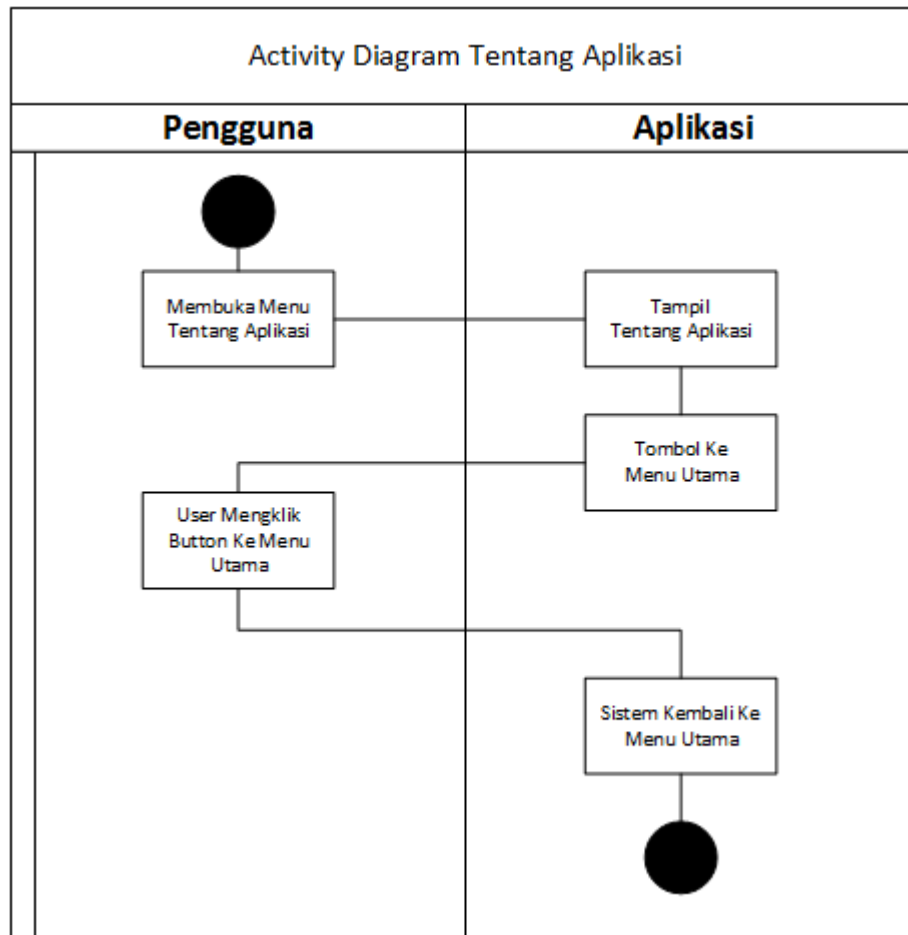 Activity Diagram Tentang Aplikasi
Pengguna
Aplikasi
Membuka Menu
Tentang Aplikasi
Tampil
Tentang Aplikasi
Tombol Ke
Menu Utama
User Mengklik
Button Ke Menu
Utama
Sistem Kembali Ke
Menu Utama